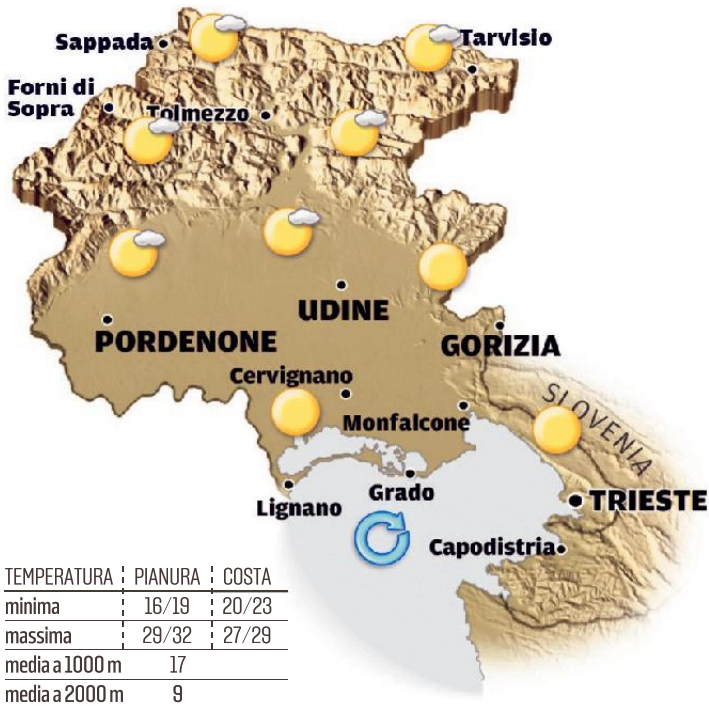 Sappada
Tarvisio
Forni di
Sopra
Tolmezzo
UDINE
PORDENONE
GORIZIA
Cervignano
SLOVENIA
Monfalcone
Lignano
Grado
TRIESTE
Capodistria
TEMPERATURA PIANURA COSTA
minima 16/19 20/23
massima 29/32 27/29
media a 1000 m 17
media a 2000 m 9